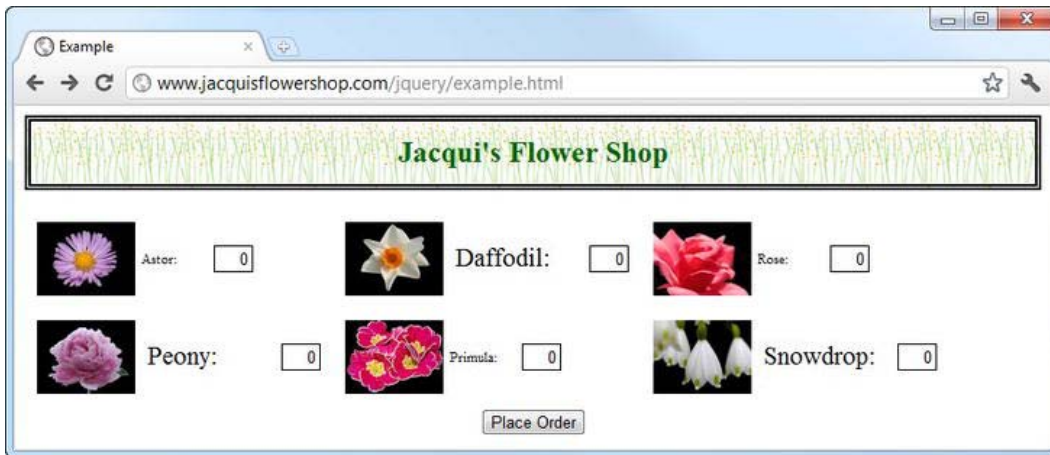 Example
www.jacquisflowershop.com/jquery/example.html
Jacqui's Flower Shop
Astor: 0 Daffodil: 0 Rose: 0
Peony: 0 Primula: 0 Snowdrop: 0
Place Order